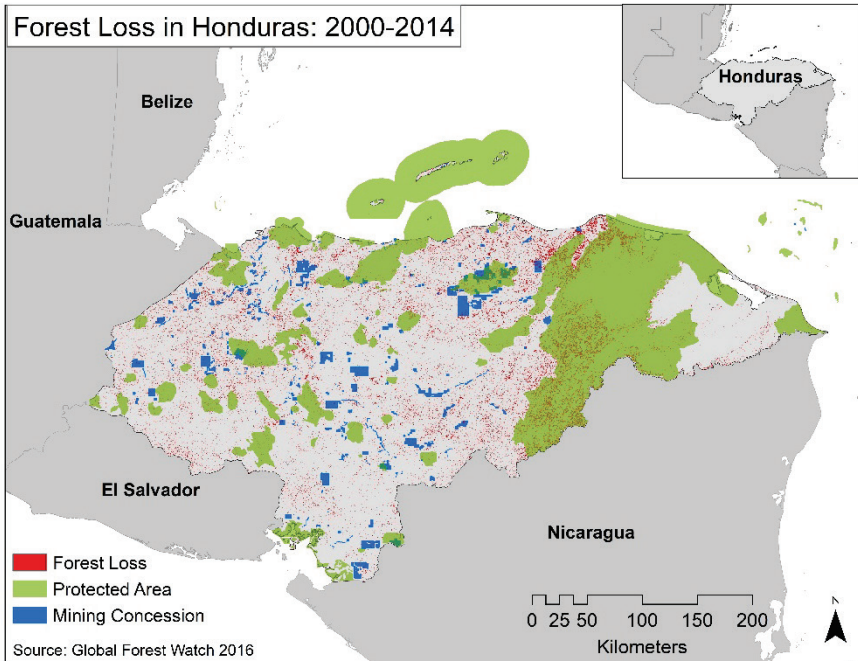 Forest Loss in Honduras: 2000-2014
Honduras
Belize
Guatemala
El Salvador
Nicaragua
Forest Loss
Protected Area
Mining Concession
Source: Global Forest Watch 2016
0 25 50 100 150 200
Kilometers
N